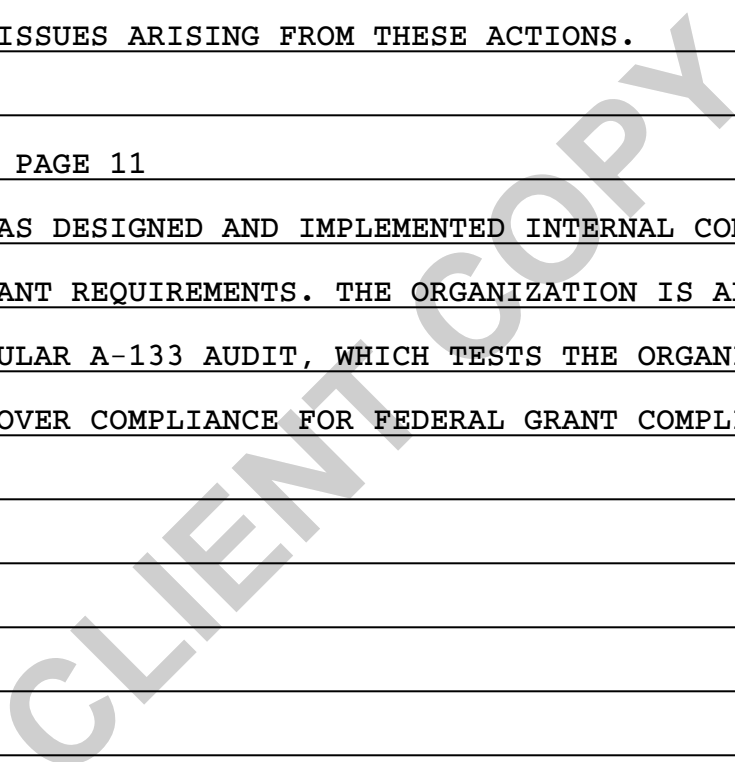 ISSUES ARISING FROM THESE ACTIONS.
PAGE 11
AS DESIGNED AND IMPLEMENTED INTERNAL
ANT REQUIREMENTS. THE ORGANIZATION IS
ULAR A-133 AUDIT, WHICH TESTS THE ORGAN
OVER COMPLIANCE FOR FEDERAL GRANT COMPL
CLIENT COPY